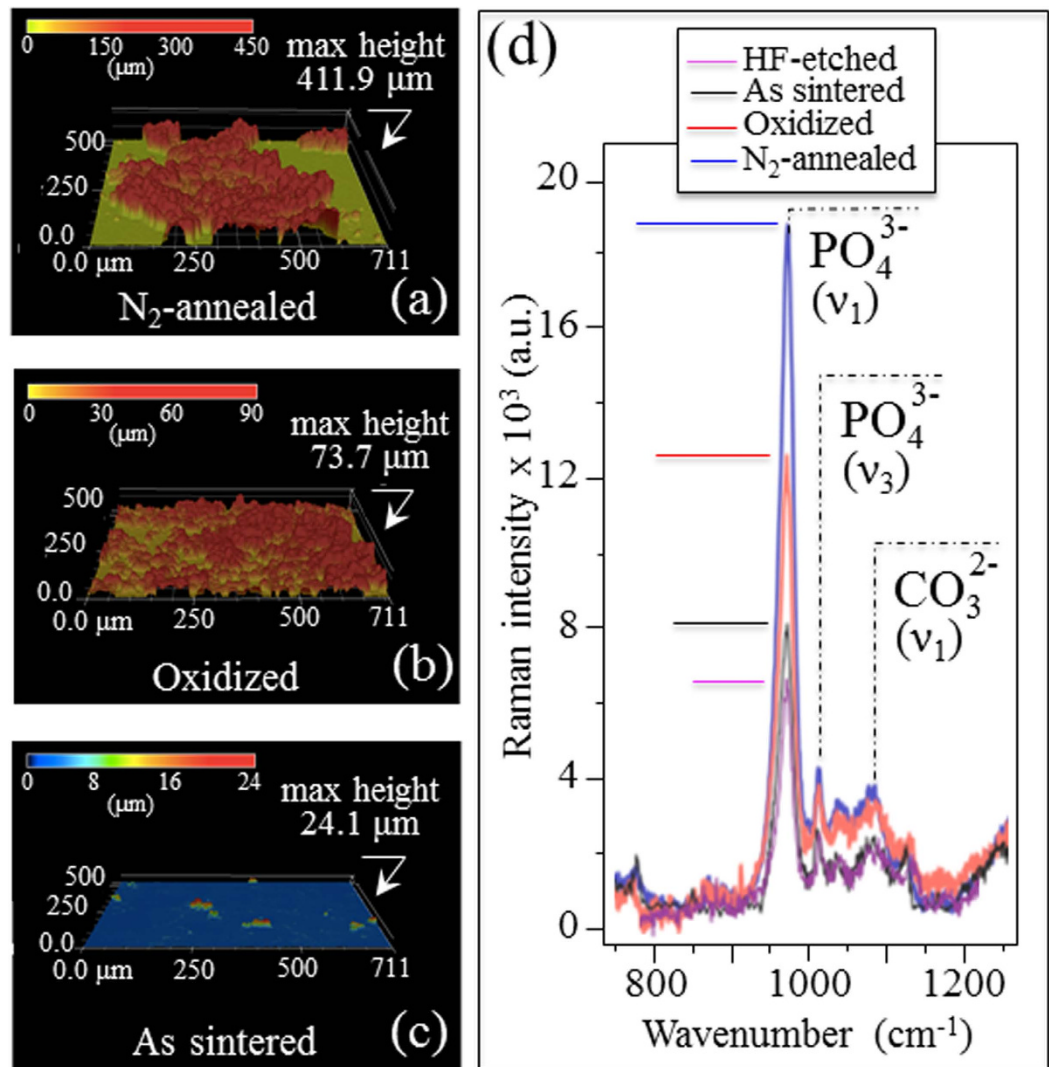 0 150 300 450
(μm)
max height
411.9 μm
500
250
0.0
0.0 μm 250 500 711
N₂-annealed
(a)
0 30 60 90
(μm)
max height
73.7 μm
500
250
0.0
0.0 μm 250 500 711
Oxidized
(b)
0 8 16 24
(μm)
max height
24.1 μm
500
250
0.0
0.0 μm 250 500 711
As sintered
(c)
(d)
HF-etched
As sintered
Oxidized
N₂-annealed
20
16
12
8
4
0
Raman intensity x 10³ (a.u.)
PO₄³⁻
(ν₁)
PO₄³⁻
(ν₃)
CO₃²⁻
(ν₁)
800 1000 1200
Wavenumber (cm⁻¹)